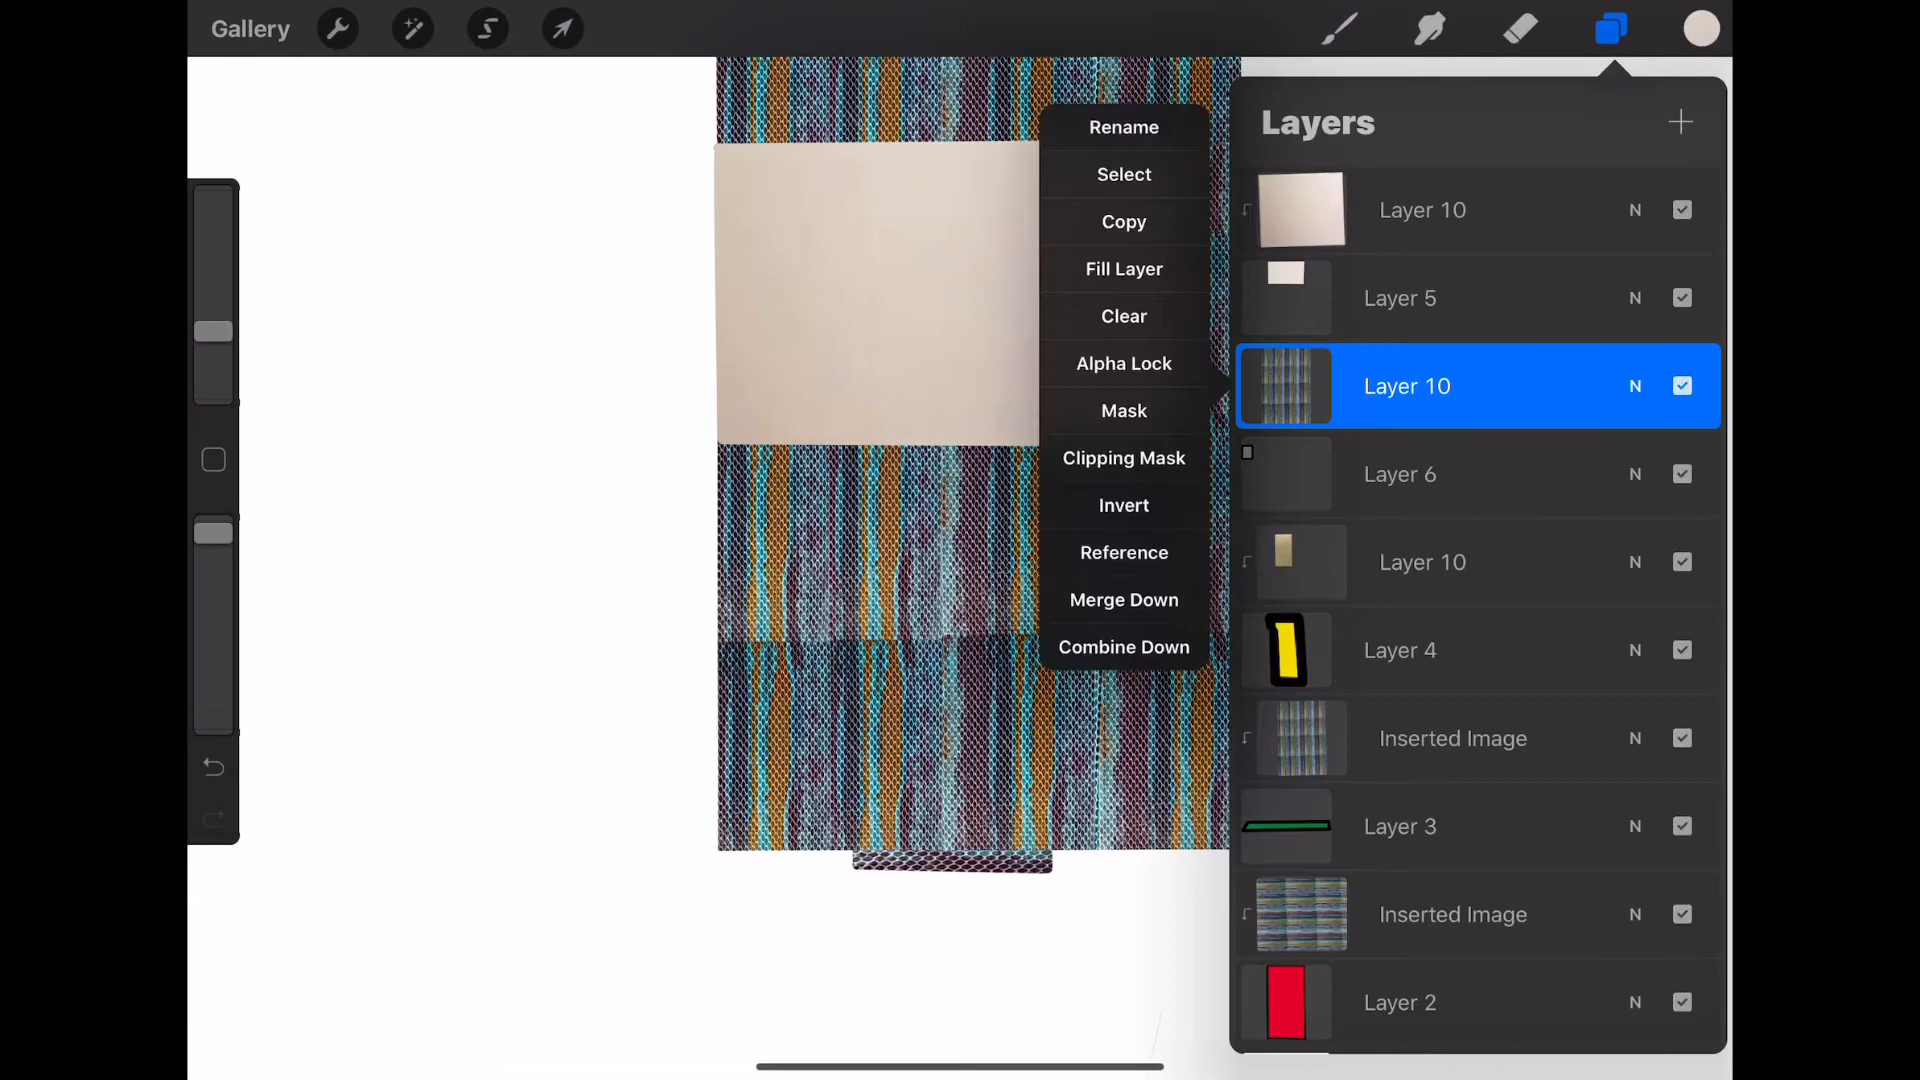 Gallery
Layers
Rename
Select
Copy
Fill Layer
Clear
Alpha Lock
Mask
Clipping Mask
Invert
Reference
Merge Down
Combine Down
Layer 10 N
Layer 5 N
Layer 10 N
Layer 6 N
Layer 10 N
Layer 4 N
Inserted Image N
Layer 3 N
Inserted Image N
Layer 2 N